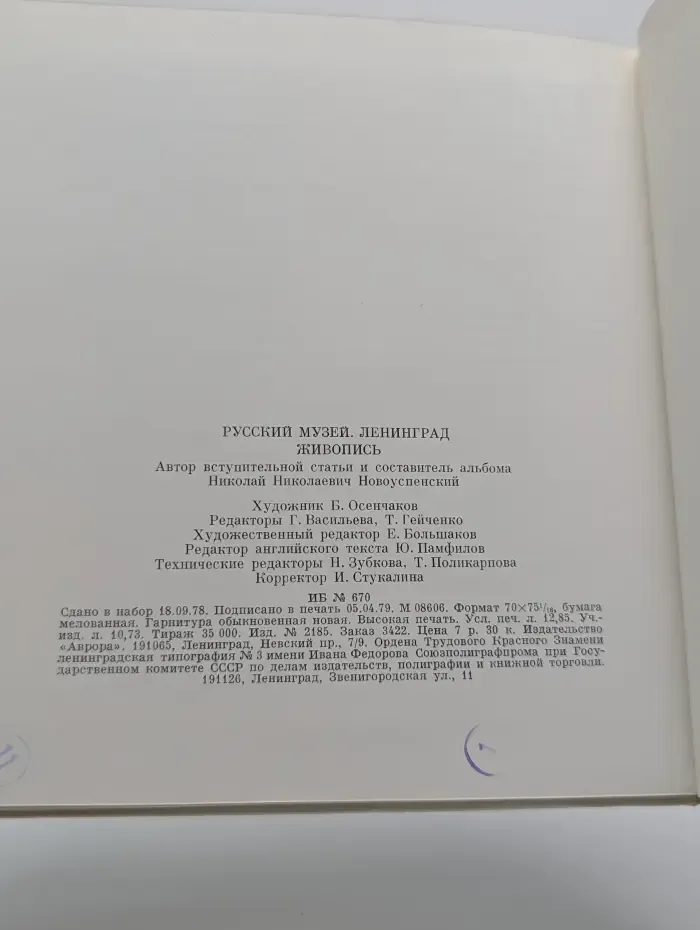 РУССКИЙ МУЗЕЙ. ЛЕНИНГРАД
ЖИВОПИСЬ
Автор вступительной статьи и составитель альбома
Николай Николаевич Новоуспенский
Художник Б. Осенчаков
Редакторы Г. Васильева, Т. Гейченко
Художественный редактор Е. Большаков
Редактор английского текста Ю. Памфилов
Технические редакторы Н. Зубкова, Т. Поликарпова
Корректор И. Стукалина
ИБ № 670
Сдано в набор 18.09.78. Подписано в печать 05.04.79. М 08606. Формат 70×75¹/₁₆, бумага
мелованная. Гарнитура обыкновенная новая. Высокая печать. Усл. печ. л. 12,85. Уч.-
изд. л. 10,73. Тираж 35 000. Изд. № 2185. Заказ 3422. Цена 7 р. 30 к. Издательство
«Аврора». 191065, Ленинград, Невский пр., 7/9. Ордена Трудового Красного Знамени
ленинградская типография № 3 имени Ивана Федорова Союзполиграфпрома при Госу-
дарственном комитете СССР по делам издательств, полиграфии и книжной торговли.
191126, Ленинград, Звенигородская ул., 11